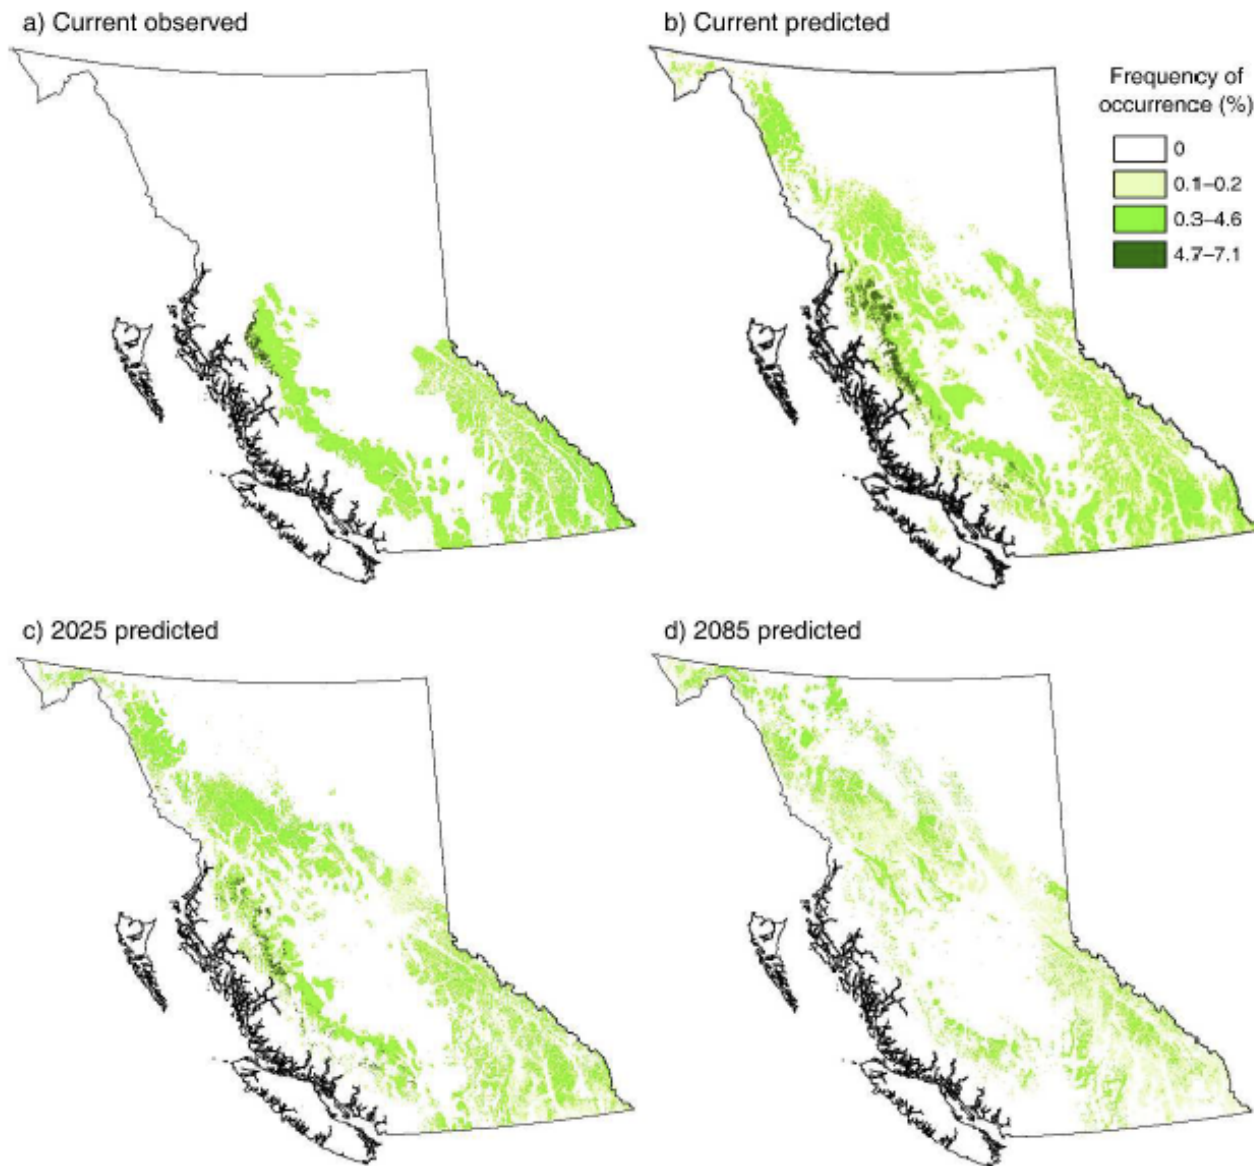 a) Current observed
b) Current predicted
Frequency of
occurrence (%)
0
0.1–0.2
0.3–4.6
4.7–7.1
c) 2025 predicted
d) 2085 predicted